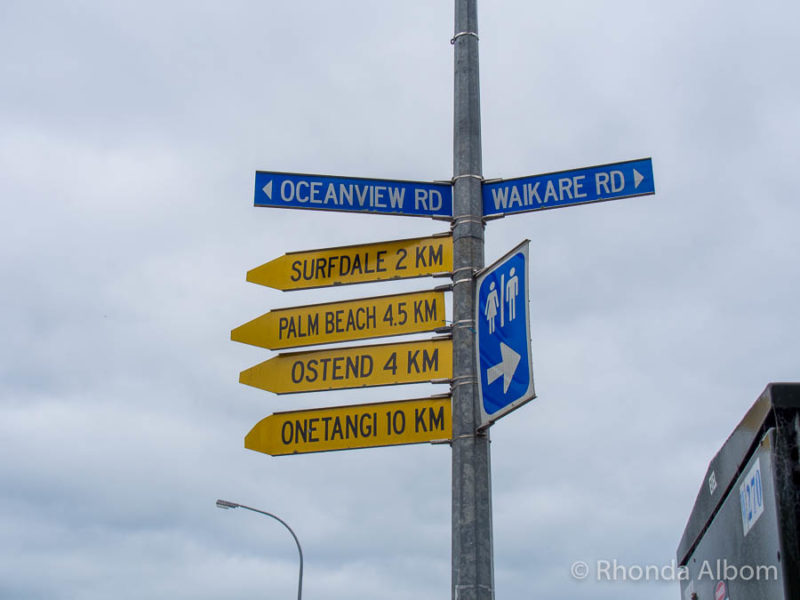 OCEANVIEW RD
WAIKARE RD
SURFDALE 2 KM
PALM BEACH 4.5 KM
OSTEND 4 KM
ONETANGI 10 KM
270
© Rhonda Albom